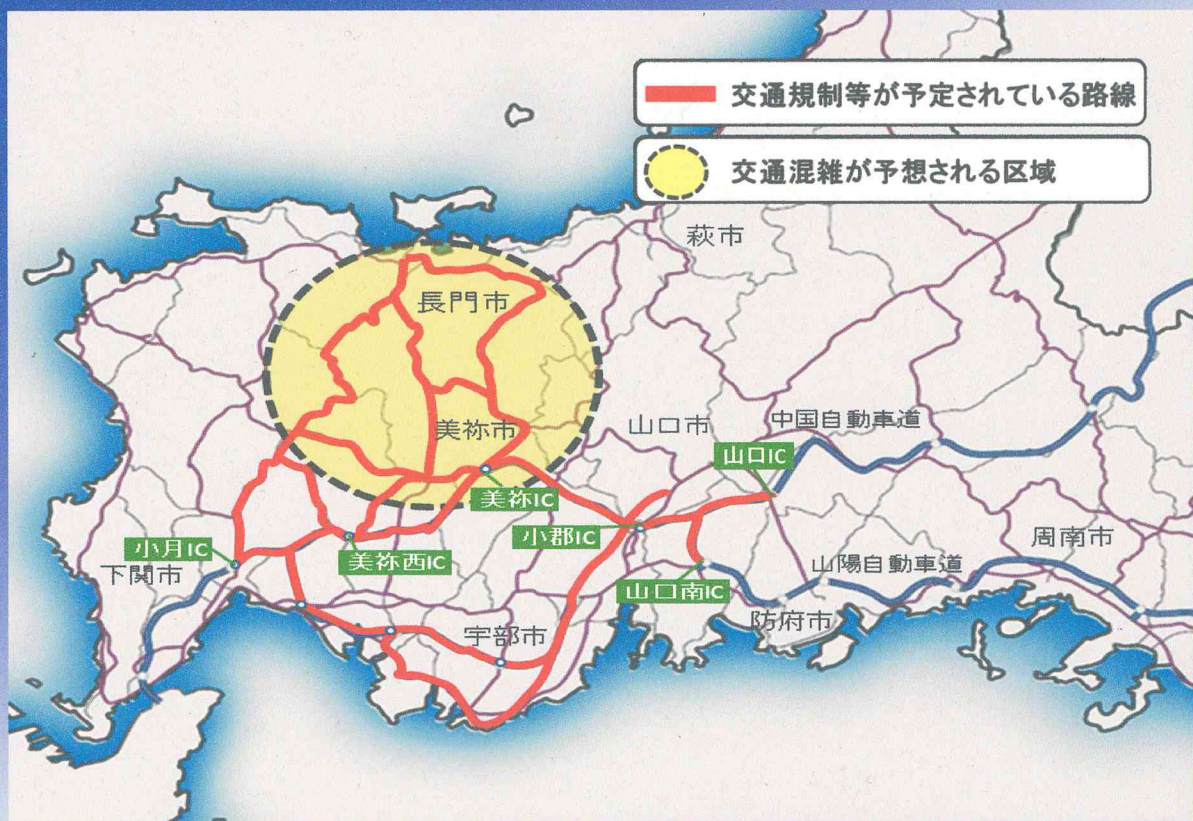 交通規制等が予定されている路線
交通混雑が予想される区域
萩市
長門市
美祢市
山口市
中国自動車道
山口IC
美祢IC
小郡IC
周南市
小月IC
美祢西IC
下関市
山陽自動車道
山口南IC
防府市
宇部市